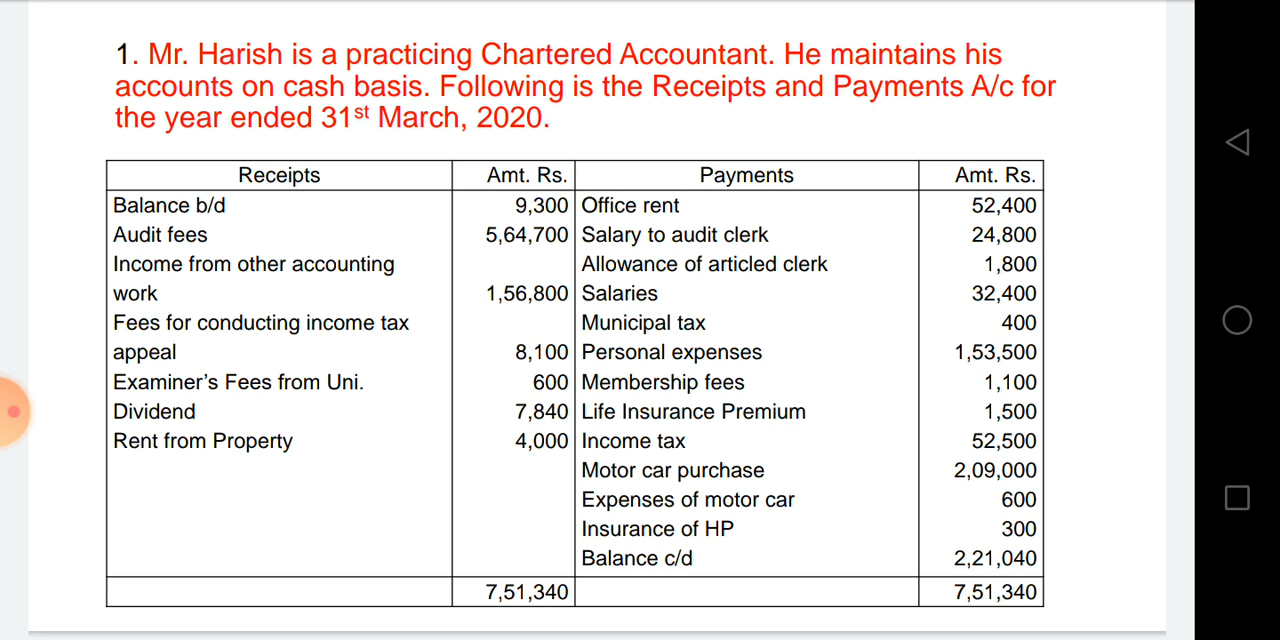 1. Mr. Harish is a practicing Chartered Accountant. He maintains his
accounts on cash basis. Following is the Receipts and Payments A/c for
the year ended 31st March, 2020.
Receipts Amt. Rs. Payments Amt. Rs.
Balance b/d 9,300 Office rent 52,400
Audit fees 5,64,700 Salary to audit clerk 24,800
Income from other accounting Allowance of articled clerk 1,800
work 1,56,800 Salaries 32,400
Fees for conducting income tax Municipal tax 400
appeal 8,100 Personal expenses 1,53,500
Examiner’s Fees from Uni. 600 Membership fees 1,100
Dividend 7,840 Life Insurance Premium 1,500
Rent from Property 4,000 Income tax 52,500
Motor car purchase 2,09,000
Expenses of motor car 600
Insurance of HP 300
Balance c/d 2,21,040
7,51,340 7,51,340